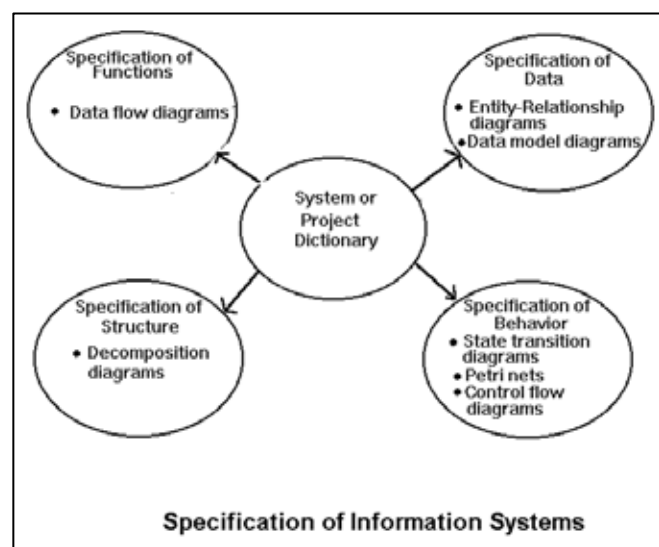 Specification of
Functions
• Data flow diagrams
Specification of
Data
• Entity-Relationship
diagrams
• Data model diagrams
System or
Project
Dictionary
Specification of
Structure
• Decomposition
diagrams
Specification of
Behavior
• State transition
diagrams
• Petri nets
• Control flow
diagrams
Specification of Information Systems